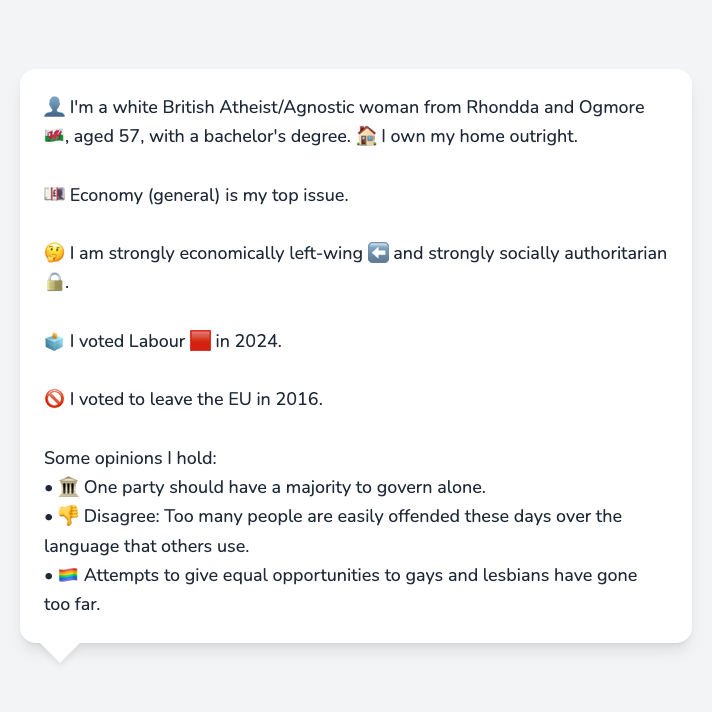 👤 I'm a white British Atheist/Agnostic woman from Rhondda and Ogmore
🏴󠁧󠁢󠁷󠁬󠁳󠁿, aged 57, with a bachelor's degree. 🏠 I own my home outright.
💷 Economy (general) is my top issue.
🤔 I am strongly economically left-wing ⬅️ and strongly socially authoritarian
🔒.
🗳️ I voted Labour 🟥 in 2024.
🚫 I voted to leave the EU in 2016.
Some opinions I hold:
• 🏛️ One party should have a majority to govern alone.
• 👎 Disagree: Too many people are easily offended these days over the
language that others use.
• 🏳️‍🌈 Attempts to give equal opportunities to gays and lesbians have gone
too far.